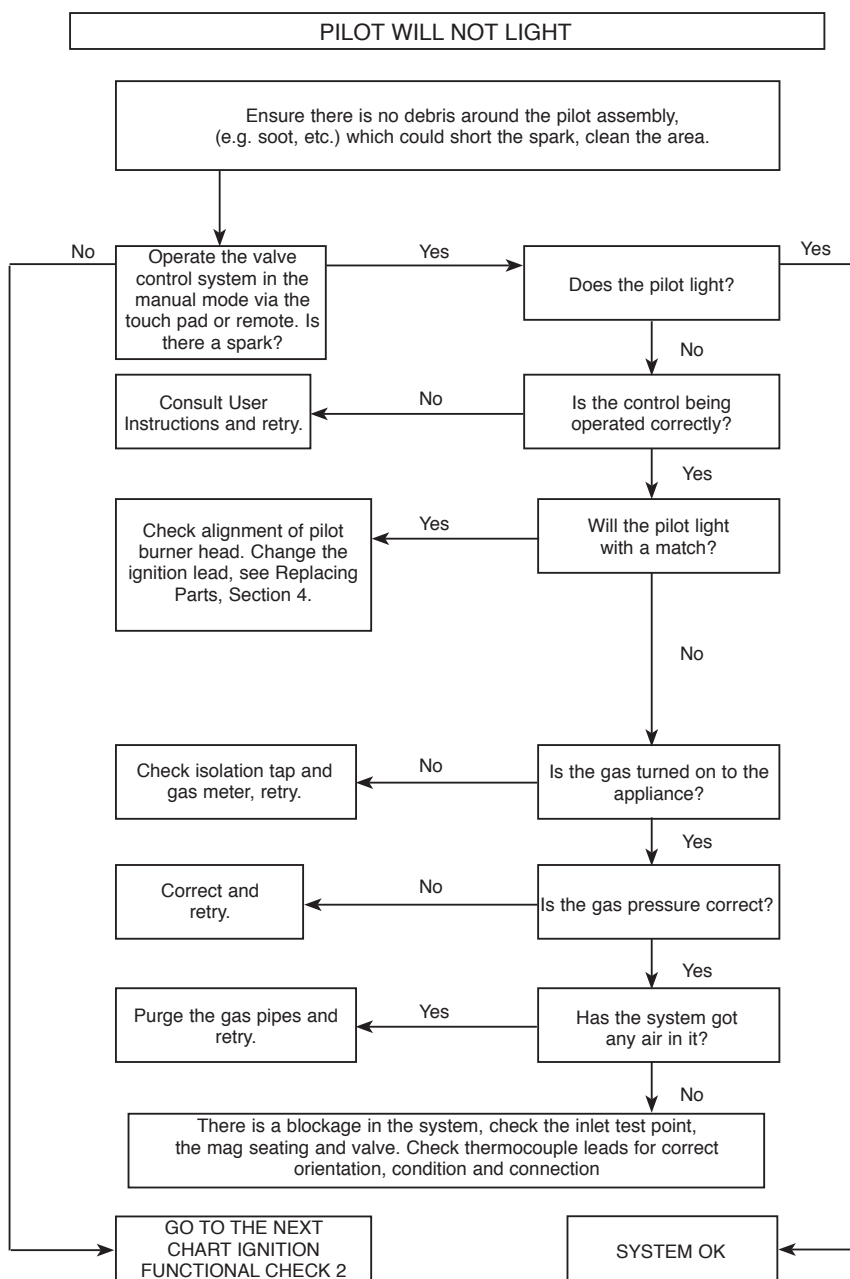 PILOT WILL NOT LIGHT
Ensure there is no debris around the pilot assembly,
(e.g. soot, etc.) which could short the spark, clean the area.
No
Operate the valve
control system in the
manual mode via the
touch pad or remote. Is
there a spark?
Yes
Does the pilot light?
Yes
No
Consult User
Instructions and retry.
No
Is the control being
operated correctly?
Yes
Check alignment of pilot
burner head. Change the
ignition lead, see Replacing
Parts, Section 4.
Yes
Will the pilot light
with a match?
No
Check isolation tap and
gas meter, retry.
No
Is the gas turned on to the
appliance?
Yes
Correct and
retry.
No
Is the gas pressure correct?
Yes
Purge the gas pipes and
retry.
Yes
Has the system got
any air in it?
No
There is a blockage in the system, check the inlet test point,
the mag seating and valve. Check thermocouple leads for correct
orientation, condition and connection
GO TO THE NEXT
CHART IGNITION
FUNCTIONAL CHECK 2
SYSTEM OK